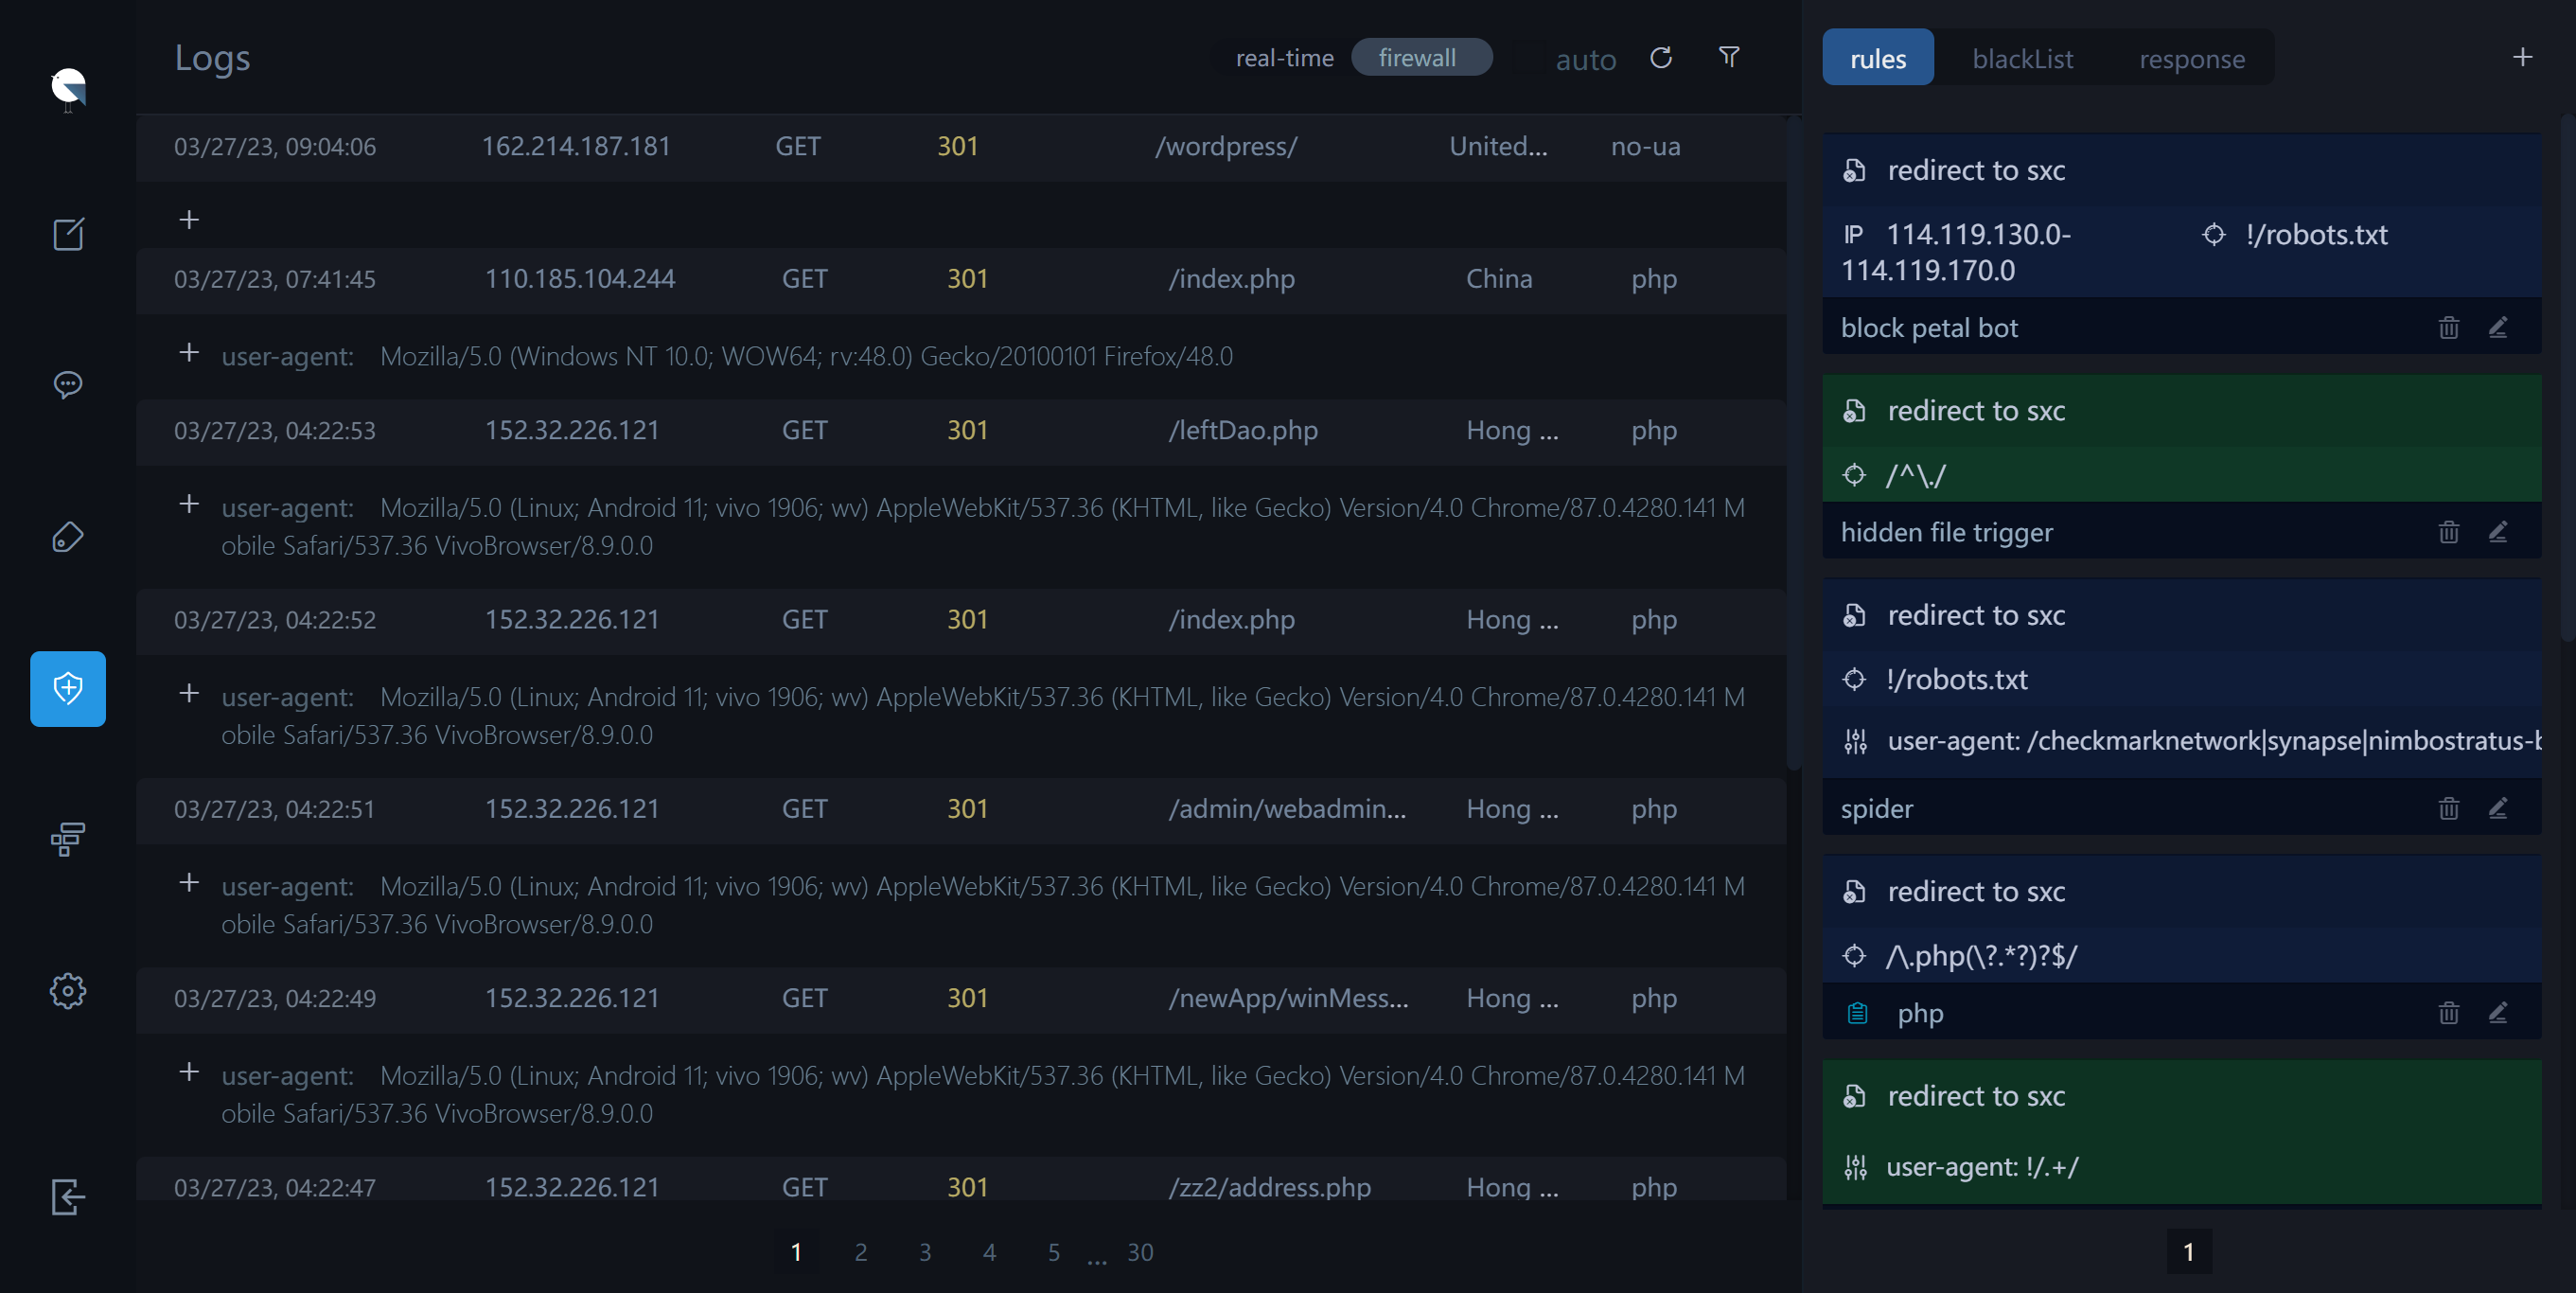 Logs
real-time firewall auto
03/27/23, 09:04:06 162.214.187.181 GET 301 /wordpress/ United... no-ua
03/27/23, 07:41:45 110.185.104.244 GET 301 /index.php China php
user-agent: Mozilla/5.0 (Windows NT 10.0; WOW64; rv:48.0) Gecko/20100101 Firefox/48.0
03/27/23, 04:22:53 152.32.226.121 GET 301 /leftDao.php Hong ... php
user-agent: Mozilla/5.0 (Linux; Android 11; vivo 1906; wv) AppleWebKit/537.36 (KHTML, like Gecko) Version/4.0 Chrome/87.0.4280.141 M
obile Safari/537.36 VivoBrowser/8.9.0.0
03/27/23, 04:22:52 152.32.226.121 GET 301 /index.php Hong ... php
user-agent: Mozilla/5.0 (Linux; Android 11; vivo 1906; wv) AppleWebKit/537.36 (KHTML, like Gecko) Version/4.0 Chrome/87.0.4280.141 M
obile Safari/537.36 VivoBrowser/8.9.0.0
03/27/23, 04:22:51 152.32.226.121 GET 301 /admin/webadmin... Hong ... php
user-agent: Mozilla/5.0 (Linux; Android 11; vivo 1906; wv) AppleWebKit/537.36 (KHTML, like Gecko) Version/4.0 Chrome/87.0.4280.141 M
obile Safari/537.36 VivoBrowser/8.9.0.0
03/27/23, 04:22:49 152.32.226.121 GET 301 /newApp/winMess... Hong ... php
user-agent: Mozilla/5.0 (Linux; Android 11; vivo 1906; wv) AppleWebKit/537.36 (KHTML, like Gecko) Version/4.0 Chrome/87.0.4280.141 M
obile Safari/537.36 VivoBrowser/8.9.0.0
03/27/23, 04:22:47 152.32.226.121 GET 301 /zz2/address.php Hong ... php
1 2 3 4 5 ... 30
rules blackList response
redirect to sxc
IP 114.119.130.0- !/robots.txt
114.119.170.0
block petal bot
redirect to sxc
/^\./
hidden file trigger
redirect to sxc
!/robots.txt
user-agent: /checkmarknetwork|synapse|nimbostratus-b
spider
redirect to sxc
/\.php(\?.*?)?$/
php
redirect to sxc
user-agent: !/.+/
1